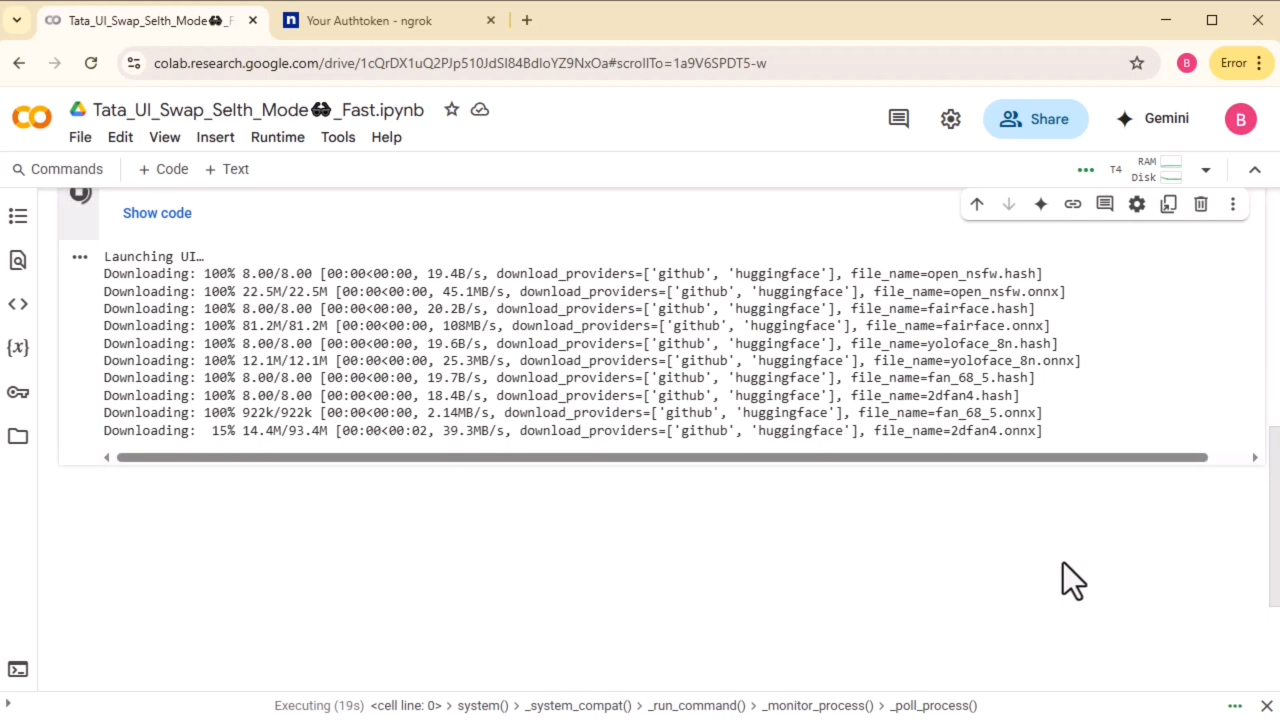 Tata_UI_Swap_Selth_Mode🕶_F
Your Authtoken - ngrok
colab.research.google.com/drive/1cQrDX1uQ2PJp510JdSI84BdIoYZ9NxOa#scrollTo=1a9V6SPDT5-w
B
Error
Tata_UI_Swap_Selth_Mode🕶_Fast.ipynb
File Edit View Insert Runtime Tools Help
Share
Gemini
B
Commands + Code + Text
T4
RAM
Disk
Show code
Launching UI…
Downloading: 100% 8.00/8.00 [00:00<00:00, 19.4B/s, download_providers=['github', 'huggingface'], file_name=open_nsfw.hash]
Downloading: 100% 22.5M/22.5M [00:00<00:00, 45.1MB/s, download_providers=['github', 'huggingface'], file_name=open_nsfw.onnx]
Downloading: 100% 8.00/8.00 [00:00<00:00, 20.2B/s, download_providers=['github', 'huggingface'], file_name=fairface.hash]
Downloading: 100% 81.2M/81.2M [00:00<00:00, 108MB/s, download_providers=['github', 'huggingface'], file_name=fairface.onnx]
Downloading: 100% 8.00/8.00 [00:00<00:00, 19.6B/s, download_providers=['github', 'huggingface'], file_name=yoloface_8n.hash]
Downloading: 100% 12.1M/12.1M [00:00<00:00, 25.3MB/s, download_providers=['github', 'huggingface'], file_name=yoloface_8n.onnx]
Downloading: 100% 8.00/8.00 [00:00<00:00, 19.7B/s, download_providers=['github', 'huggingface'], file_name=fan_68_5.hash]
Downloading: 100% 8.00/8.00 [00:00<00:00, 18.4B/s, download_providers=['github', 'huggingface'], file_name=2dfan4.hash]
Downloading: 100% 922k/922k [00:00<00:00, 2.14MB/s, download_providers=['github', 'huggingface'], file_name=fan_68_5.onnx]
Downloading: 15% 14.4M/93.4M [00:00<00:02, 39.3MB/s, download_providers=['github', 'huggingface'], file_name=2dfan4.onnx]
Executing (19s) <cell line: 0> > system() > _system_compat() > _run_command() > _monitor_process() > _poll_process()